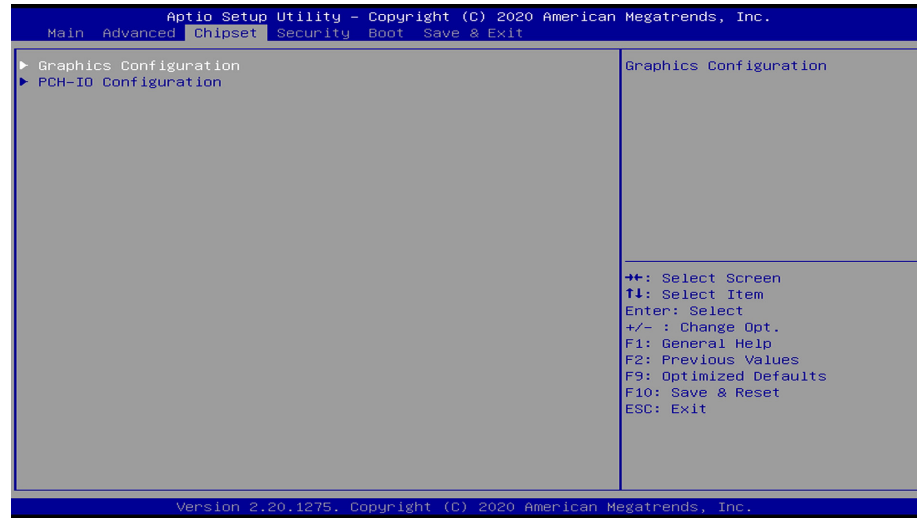 Aptio Setup Utility – Copyright (C) 2020 American Megatrends, Inc.
Main Advanced Chipset Security Boot Save & Exit
▶ Graphics Configuration
▶ PCH-IO Configuration
Graphics Configuration
→←: Select Screen
↑↓: Select Item
Enter: Select
+/- : Change Opt.
F1: General Help
F2: Previous Values
F9: Optimized Defaults
F10: Save & Reset
ESC: Exit
Version 2.20.1275. Copyright (C) 2020 American Megatrends, Inc.